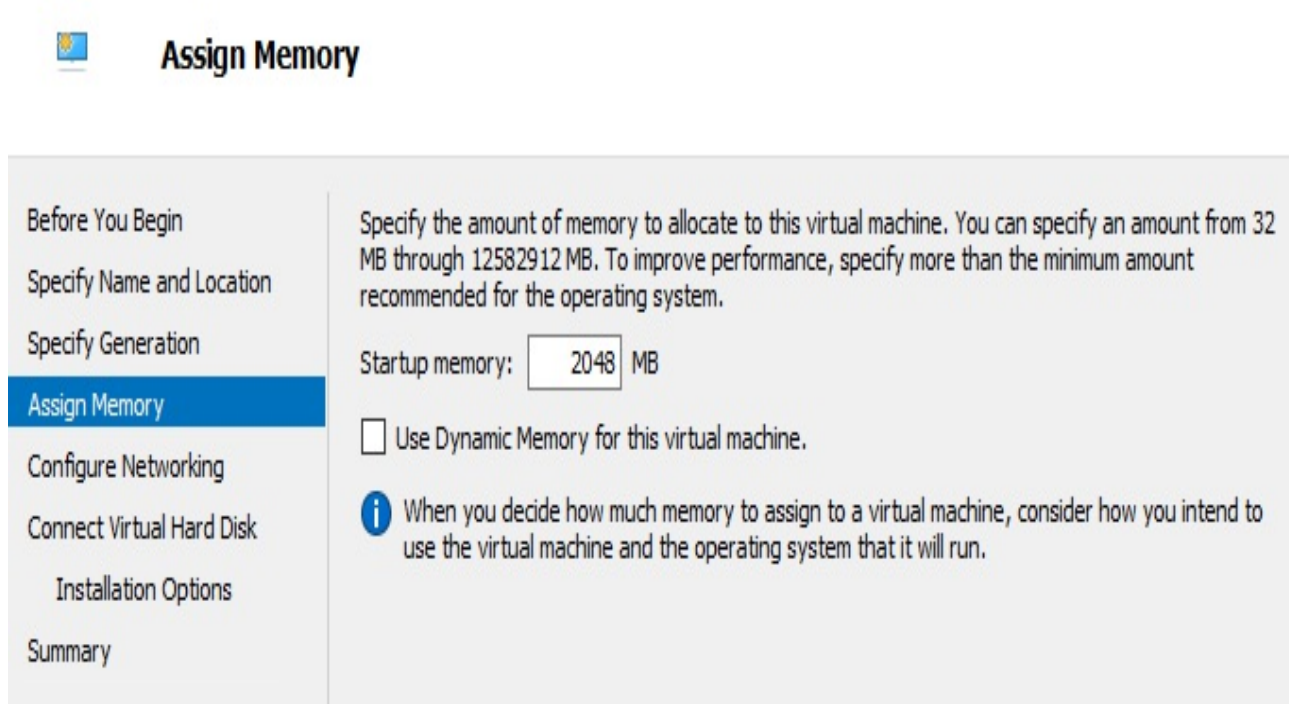 Assign Memory
Before You Begin
Specify Name and Location
Specify Generation
Assign Memory
Configure Networking
Connect Virtual Hard Disk
Installation Options
Summary
Specify the amount of memory to allocate to this virtual machine. You can specify an amount from 32
MB through 12582912 MB. To improve performance, specify more than the minimum amount
recommended for the operating system.
Startup memory: 2048 MB
Use Dynamic Memory for this virtual machine.
When you decide how much memory to assign to a virtual machine, consider how you intend to
use the virtual machine and the operating system that it will run.